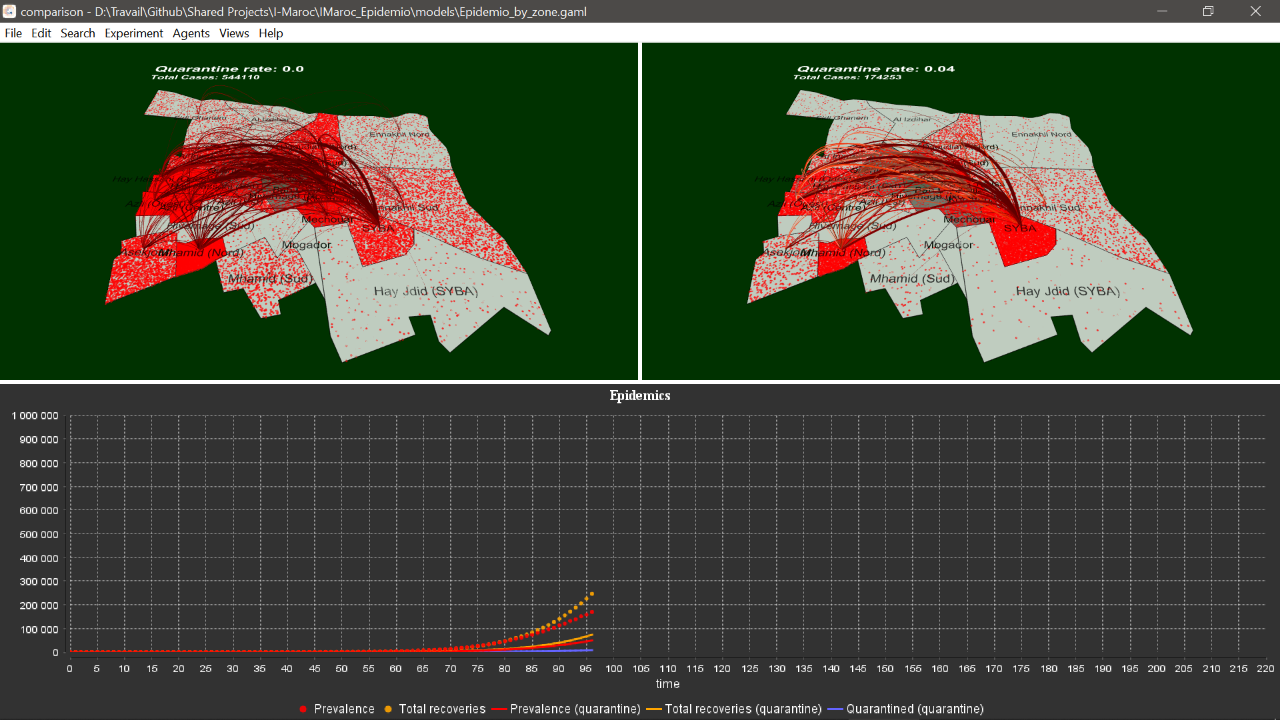 comparison - D:\Travail\Github\Shared Projects\I-Maroc\IMaroc_Epidemio\models\Epidemio_by_zone.gaml
File Edit Search Experiment Agents Views Help
Quarantine rate: 0.0
Total Cases: 544110
Al Izdihar
Ennakhil Nord
Ennakhil Sud
SYBA
Mechouar
Mogador
Mhamid (Nord)
Mhamid (Sud)
Hay Jdid (SYBA)
Quarantine rate: 0.04
Total Cases: 174253
Al Izdihar
Ennakhil Nord
Ennakhil Sud
SYBA
Mechouar
Mogador
Mhamid (Nord)
Mhamid (Sud)
Hay Jdid (SYBA)
Epidemics
1 000 000
900 000
800 000
700 000
600 000
500 000
400 000
300 000
200 000
100 000
0
0 5 10 15 20 25 30 35 40 45 50 55 60 65 70 75 80 85 90 95 100 105 110 115 120 125 130 135 140 145 150 155 160 165 170 175 180 185 190 195 200 205 210 215 220
time
Prevalence Total recoveries Prevalence (quarantine) Total recoveries (quarantine) Quarantined (quarantine)